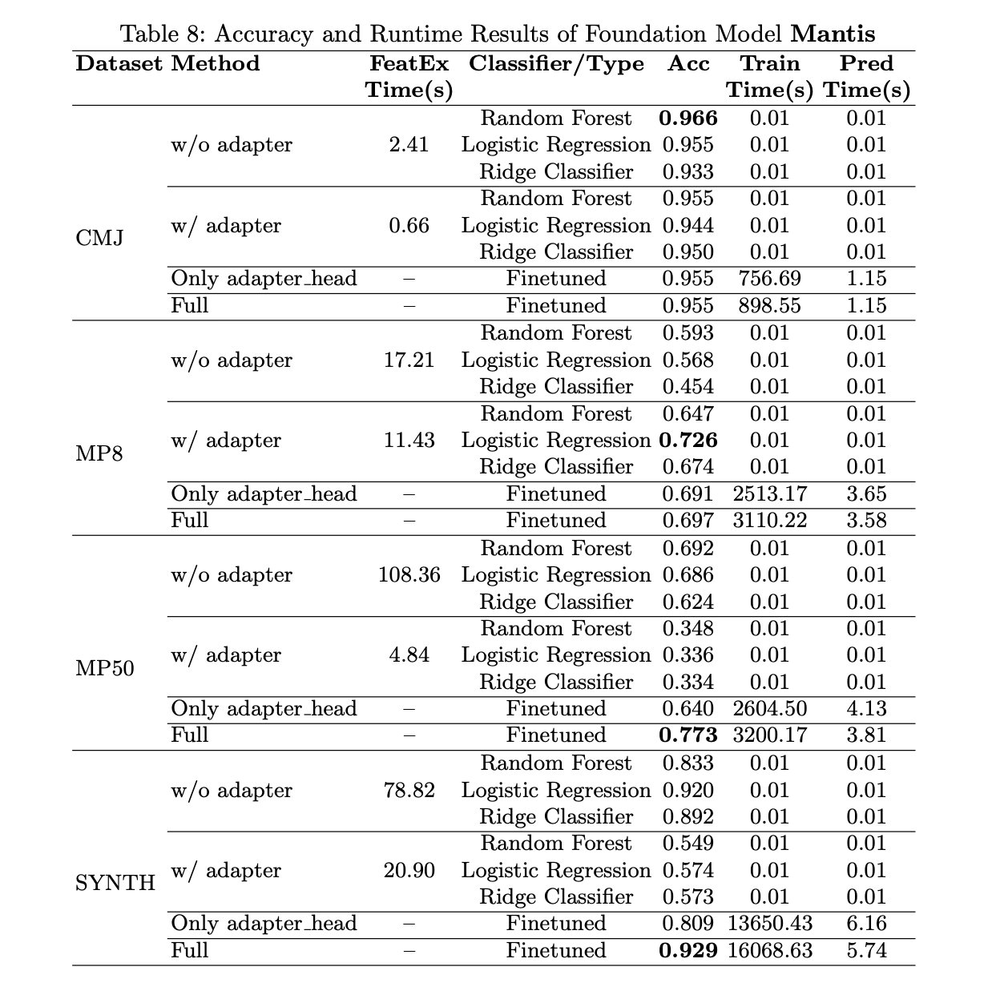 Table 8: Accuracy and Runtime Results of Foundation Model Mantis
Dataset Method FeatEx Classifier/Type Acc Train Pred
Time(s) Time(s) Time(s)
Random Forest 0.966 0.01 0.01
w/o adapter 2.41 Logistic Regression 0.955 0.01 0.01
Ridge Classifier 0.933 0.01 0.01
Random Forest 0.955 0.01 0.01
w/ adapter 0.66 Logistic Regression 0.944 0.01 0.01
CMJ
Ridge Classifier 0.950 0.01 0.01
Only adapter_head – Finetuned 0.955 756.69 1.15
Full – Finetuned 0.955 898.55 1.15
Random Forest 0.593 0.01 0.01
w/o adapter 17.21 Logistic Regression 0.568 0.01 0.01
Ridge Classifier 0.454 0.01 0.01
Random Forest 0.647 0.01 0.01
w/ adapter 11.43 Logistic Regression 0.726 0.01 0.01
MP8
Ridge Classifier 0.674 0.01 0.01
Only adapter_head – Finetuned 0.691 2513.17 3.65
Full – Finetuned 0.697 3110.22 3.58
Random Forest 0.692 0.01 0.01
w/o adapter 108.36 Logistic Regression 0.686 0.01 0.01
Ridge Classifier 0.624 0.01 0.01
Random Forest 0.348 0.01 0.01
w/ adapter 4.84 Logistic Regression 0.336 0.01 0.01
MP50
Ridge Classifier 0.334 0.01 0.01
Only adapter_head – Finetuned 0.640 2604.50 4.13
Full – Finetuned 0.773 3200.17 3.81
Random Forest 0.833 0.01 0.01
w/o adapter 78.82 Logistic Regression 0.920 0.01 0.01
Ridge Classifier 0.892 0.01 0.01
Random Forest 0.549 0.01 0.01
w/ adapter 20.90 Logistic Regression 0.574 0.01 0.01
SYNTH
Ridge Classifier 0.573 0.01 0.01
Only adapter_head – Finetuned 0.809 13650.43 6.16
Full – Finetuned 0.929 16068.63 5.74